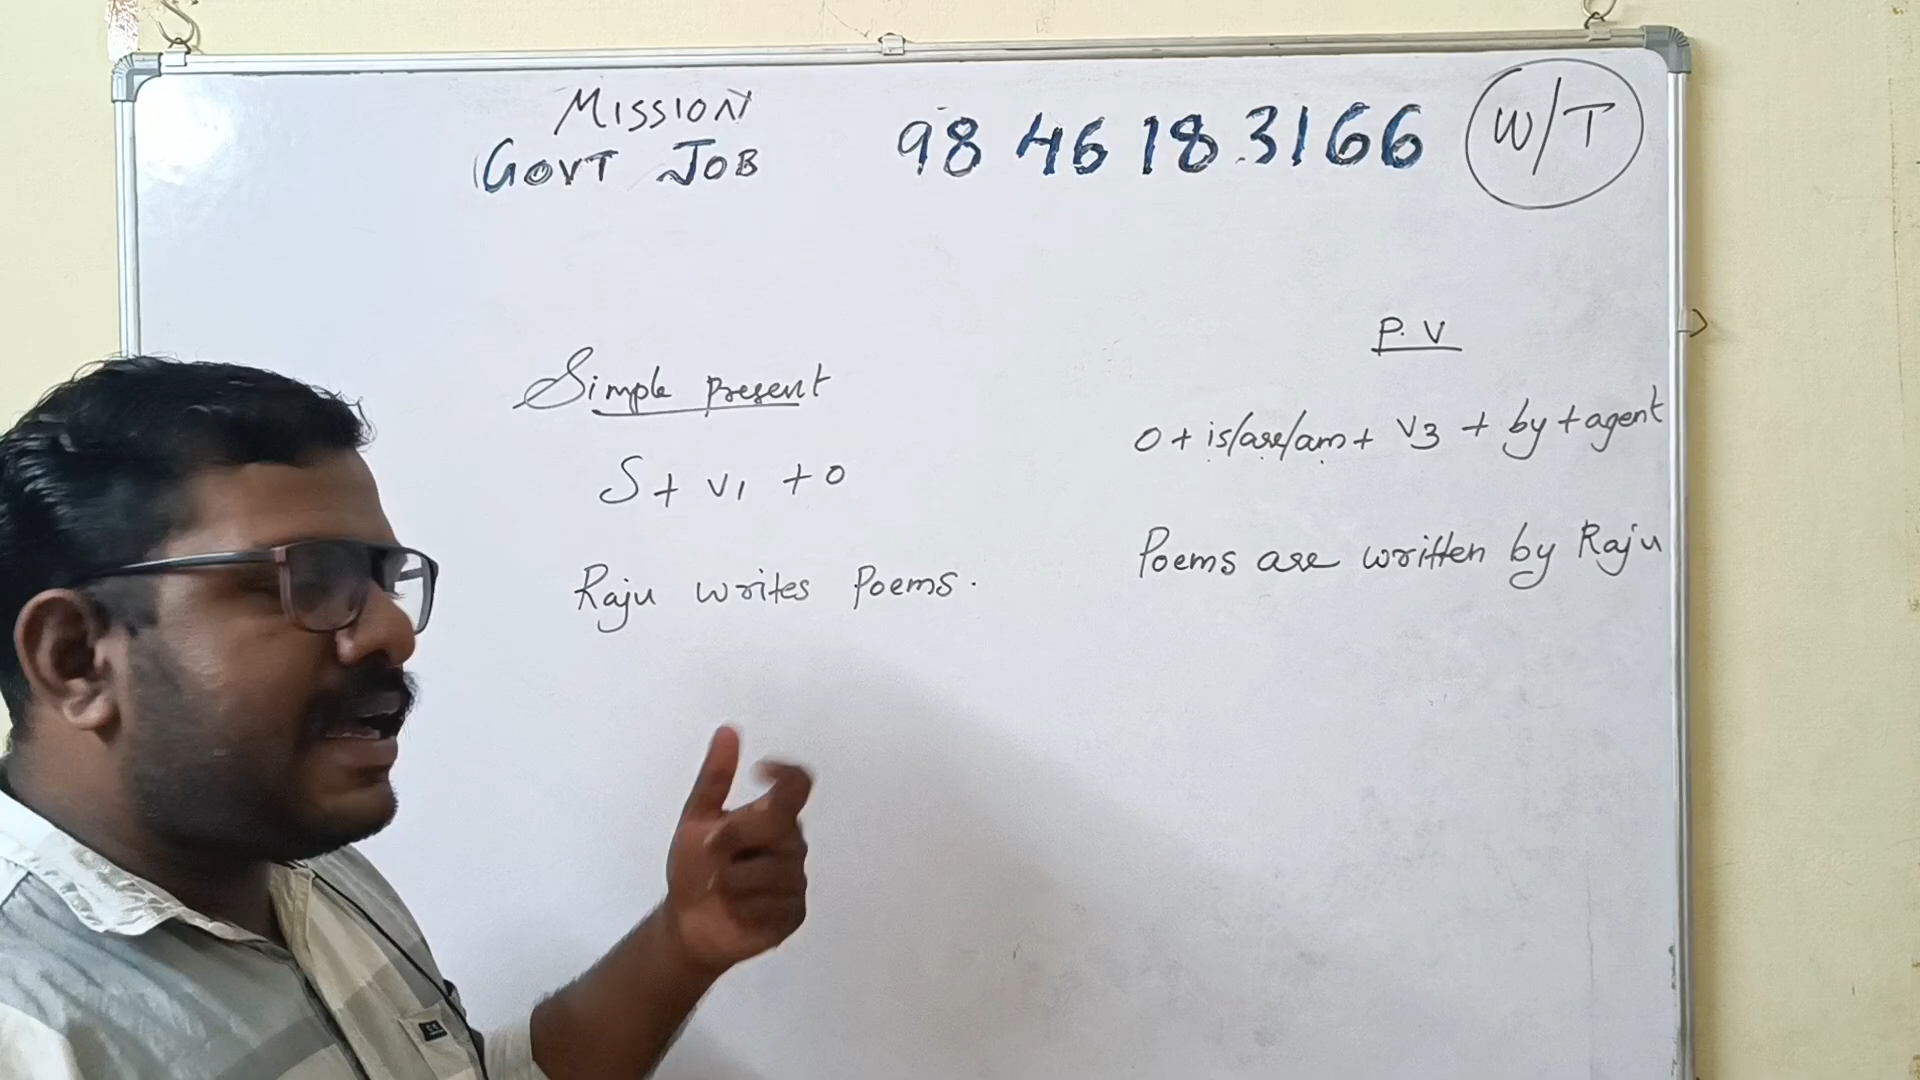 MISSION
GOVT JOB
98 46 18 3166
W/T
Simple present
S + V1 + O
Raju writes Poems.
P.V
O + is/are/am + V3 + by + agent
Poems are written by Raju